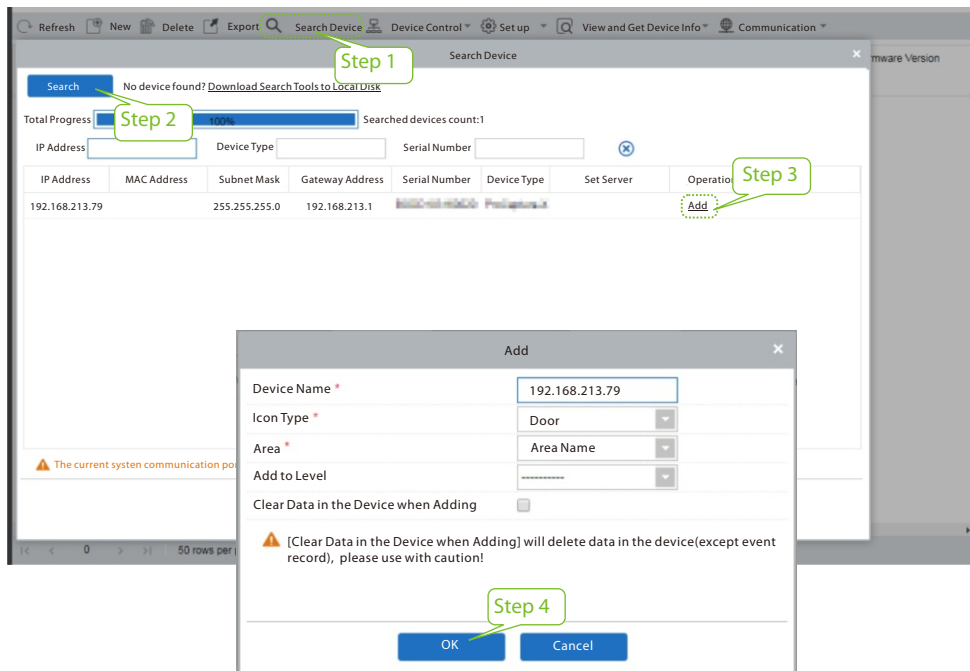 Refresh New Delete Export Search Device Device Control Set up View and Get Device Info Communication
Step 1
Search Device
mware Version
Search No device found? Download Search Tools to Local Disk
Step 2
Total Progress 100% Searched devices count:1
IP Address Device Type Serial Number
Step 3
IP Address MAC Address Subnet Mask Gateway Address Serial Number Device Type Set Server Operation
192.168.213.79 255.255.255.0 192.168.213.1 Add
Add
Device Name * 192.168.213.79
Icon Type * Door
Area * Area Name
Add to Level ----------
The current systen communication po
Clear Data in the Device when Adding
[Clear Data in the Device when Adding] will delete data in the device(except event
record), please use with caution!
0 50 rows per
Step 4
OK Cancel